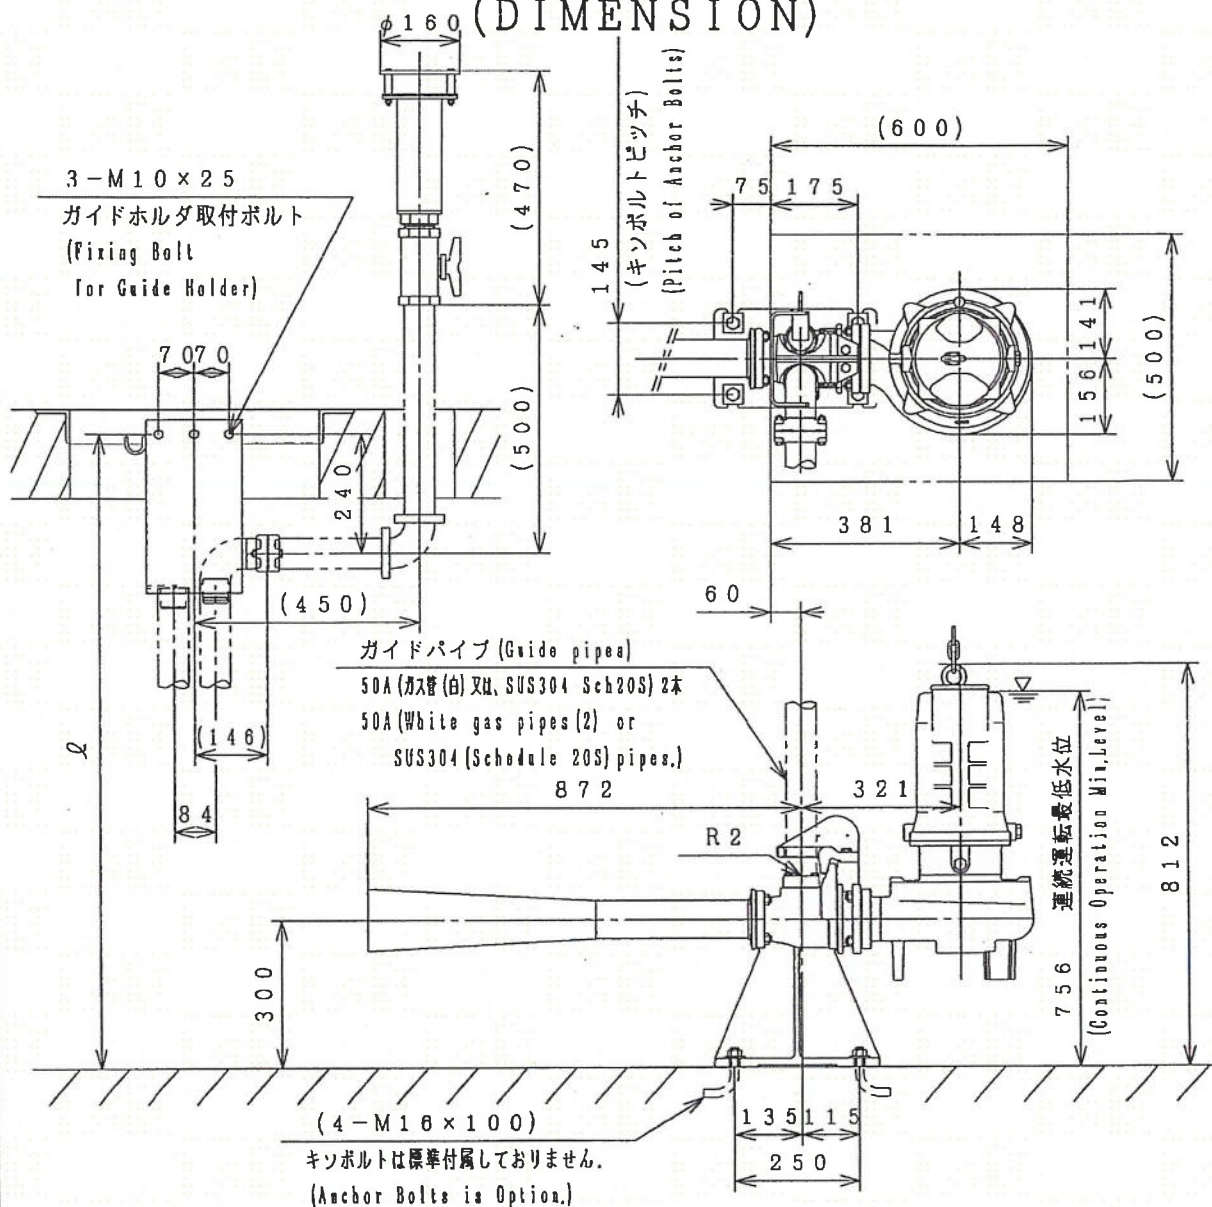 (DIMENSION)
φ160
(470)
(500)
3-M10×25
ガイドホルダ取付ボルト
(Fixing Bolt
for Guide Holder)
7070
240
(450)
(146)
84
ℓ
145
(キソボルトピッチ)
(Pitch of Anchor Bolts)
(600)
75 175
141
156
(500)
381 148
60
ガイドパイプ(Guide pipes)
50A(ガス管(白)又は、SUS304 Sch20S)2本
50A(White gas pipes(2) or
SUS304(Schedule 20S)pipes.)
872
321
R2
300
756 連続運転最低水位
(Continuous Operation Min.Level)
812
(4-M16×100)
キソボルトは標準付属しておりません.
(Anchor Bolts is Option.)
135 115
250